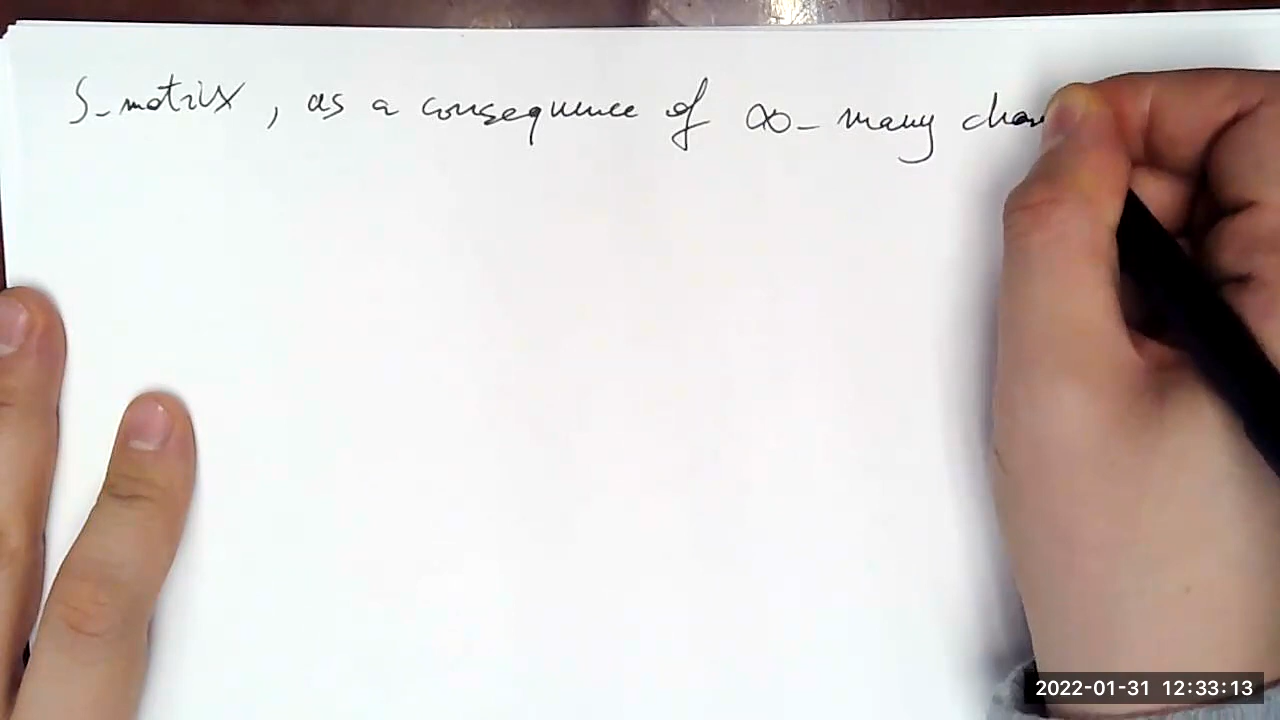 S-matrix, as a consequence of ∞-many
2022-01-31 12:33:13